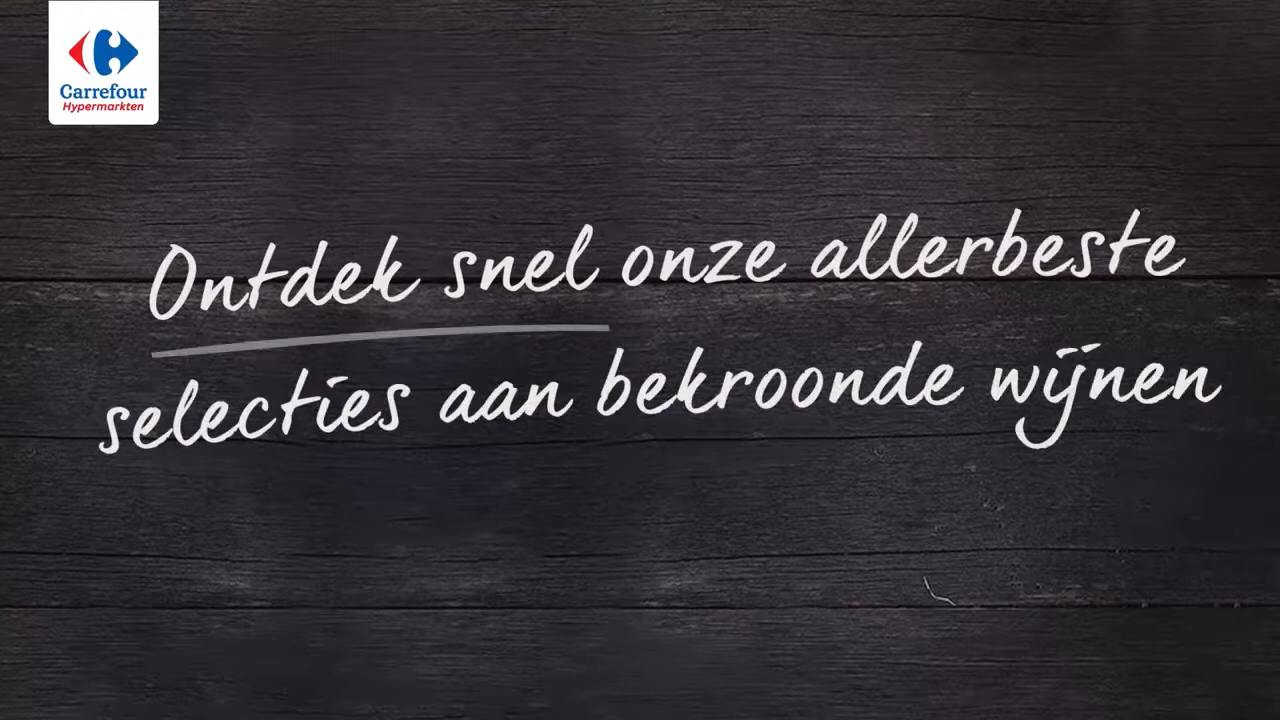 Carrefour
Hypermarkten
Ontdek snel onze allerbeste
selecties aan bekroonde wijnen